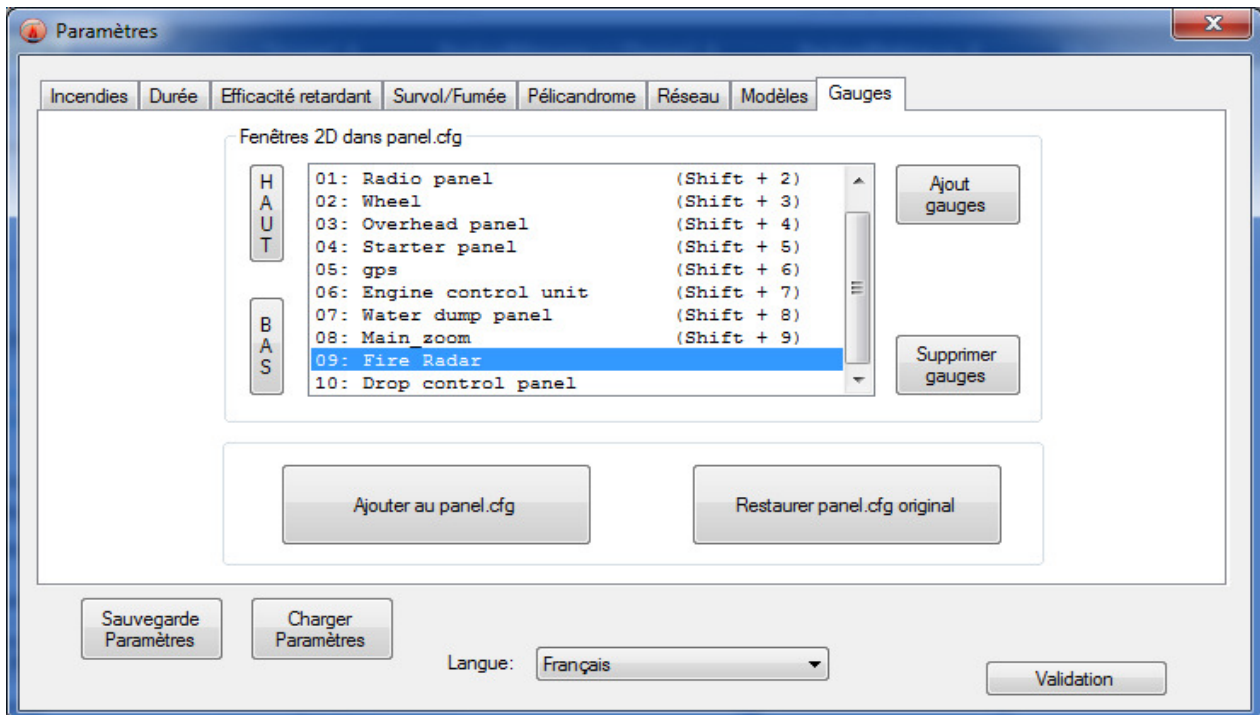 Paramètres
Incendies Durée Efficacité retardant Survol/Fumée Pélicandrome Réseau Modèles Gauges
Fenêtres 2D dans panel.cfg
HAUT
BAS
01: Radio panel (Shift + 2)
02: Wheel (Shift + 3)
03: Overhead panel (Shift + 4)
04: Starter panel (Shift + 5)
05: gps (Shift + 6)
06: Engine control unit (Shift + 7)
07: Water dump panel (Shift + 8)
08: Main_zoom (Shift + 9)
09: Fire Radar
10: Drop control panel
Ajout
gauges
Supprimer
gauges
Ajouter au panel.cfg
Restaurer panel.cfg original
Sauvegarde
Paramètres
Charger
Paramètres
Langue: Français
Validation